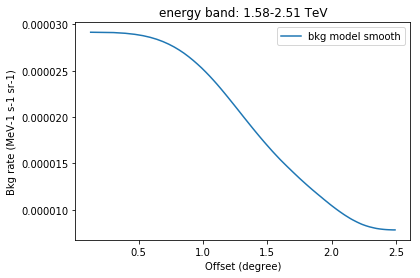 energy band: 1.58-2.51 TeV
bkg model smooth
0.000030
0.000025
0.000020
0.000015
0.000010
Bkg rate (MeV-1 s-1 sr-1)
0.5 1.0 1.5 2.0 2.5
Offset (degree)